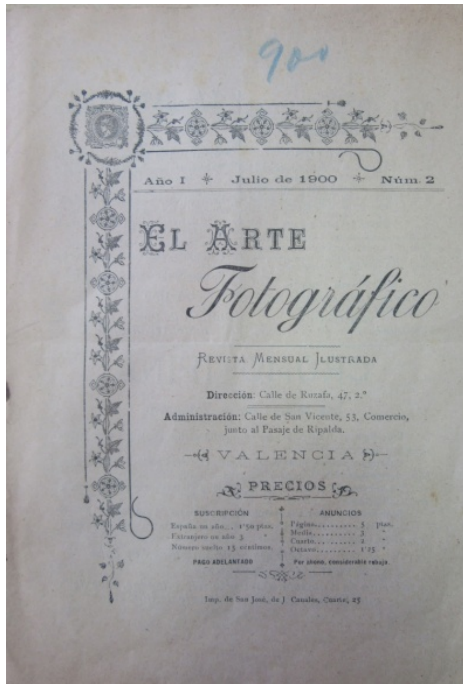 900
Año I Julio de 1900 Núm. 2
EL ARTE
Fotográfico
REVISTA MENSUAL ILUSTRADA
Dirección: Calle de Ruzafa, 47, 2.º
Administración: Calle de San Vicente, 53, Comercio,
junto al Pasaje de Ripalda.
VALENCIA
PRECIOS
SUSCRIPCIÓN
España un año... 1'50 ptas.
Extranjero un año 3 "
Número suelto 15 céntimos.
PAGO ADELANTADO
ANUNCIOS
Página.......... 5 ptas.
Media........... 3 "
Cuarto.......... 2 "
Octavo.......... 1'15 "
Por abono, considerable rebaja.
Imp. de San José, de J. Canales, Cuarte, 27